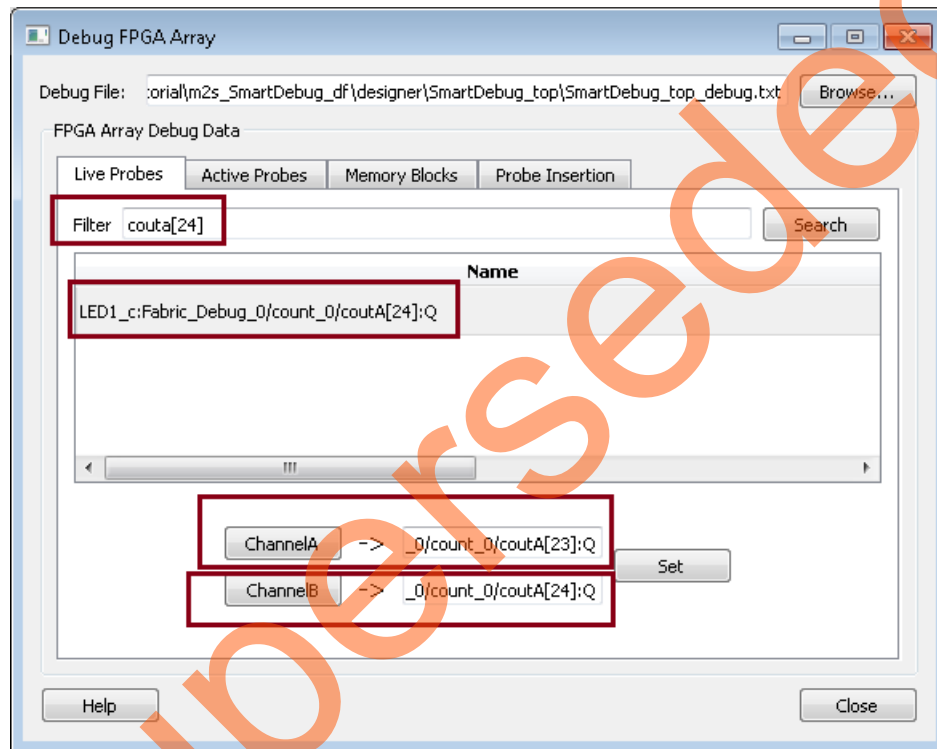 Debug FPGA Array
Debug File: :orial\m2s_SmartDebug_df\designer\SmartDebug_top\SmartDebug_top_debug.txt Browse...
FPGA Array Debug Data
Live Probes Active Probes Memory Blocks Probe Insertion
Filter couta[24] Search
Name
LED1_c:Fabric_Debug_0/count_0/coutA[24]:Q
ChannelA -> _0/count_0/coutA[23]:Q
Set
ChannelB -> _0/count_0/coutA[24]:Q
Help Close
upersede